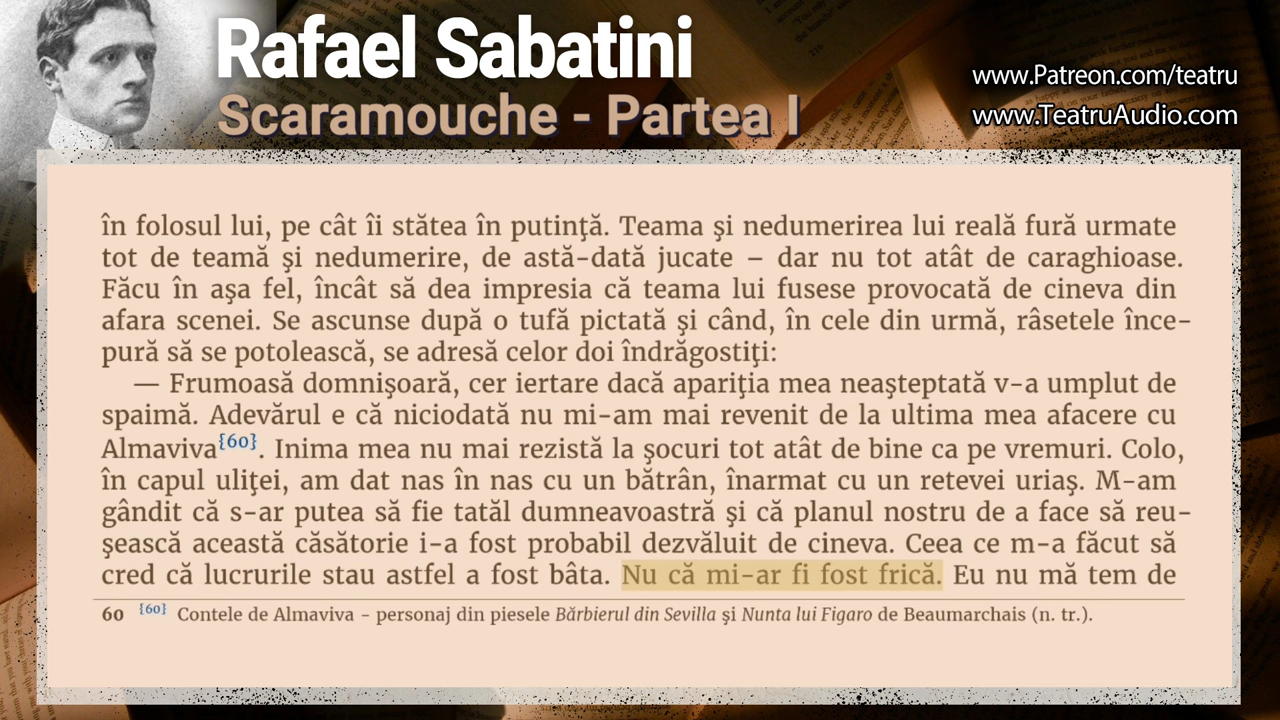 Rafael Sabatini
Scaramouche - Partea I
www.Patreon.com/teatru
www.TeatruAudio.com
în folosul lui, pe cât îi stătea în putinţă. Teama şi nedumerirea lui reală fură urmate
tot de teamă şi nedumerire, de astă-dată jucate – dar nu tot atât de caraghioase.
Făcu în aşa fel, încât să dea impresia că teama lui fusese provocată de cineva din
afara scenei. Se ascunse după o tufă pictată şi când, în cele din urmă, râsetele înce-
pură să se potolească, se adresă celor doi îndrăgostiţi:
— Frumoasă domnişoară, cer iertare dacă apariţia mea neaşteptată v-a umplut de
spaimă. Adevărul e că niciodată nu mi-am mai revenit de la ultima mea afacere cu
Almaviva{60}. Inima mea nu mai rezistă la şocuri tot atât de bine ca pe vremuri. Colo,
în capul uliţei, am dat nas în nas cu un bătrân, înarmat cu un retevei uriaş. M-am
gândit că s-ar putea să fie tatăl dumneavoastră şi că planul nostru de a face să reu-
şească această căsătorie i-a fost probabil dezvăluit de cineva. Ceea ce m-a făcut să
cred că lucrurile stau astfel a fost bâta. Nu că mi-ar fi fost frică. Eu nu mă tem de
60 {60} Contele de Almaviva - personaj din piesele Bărbierul din Sevilla şi Nunta lui Figaro de Beaumarchais (n. tr.).